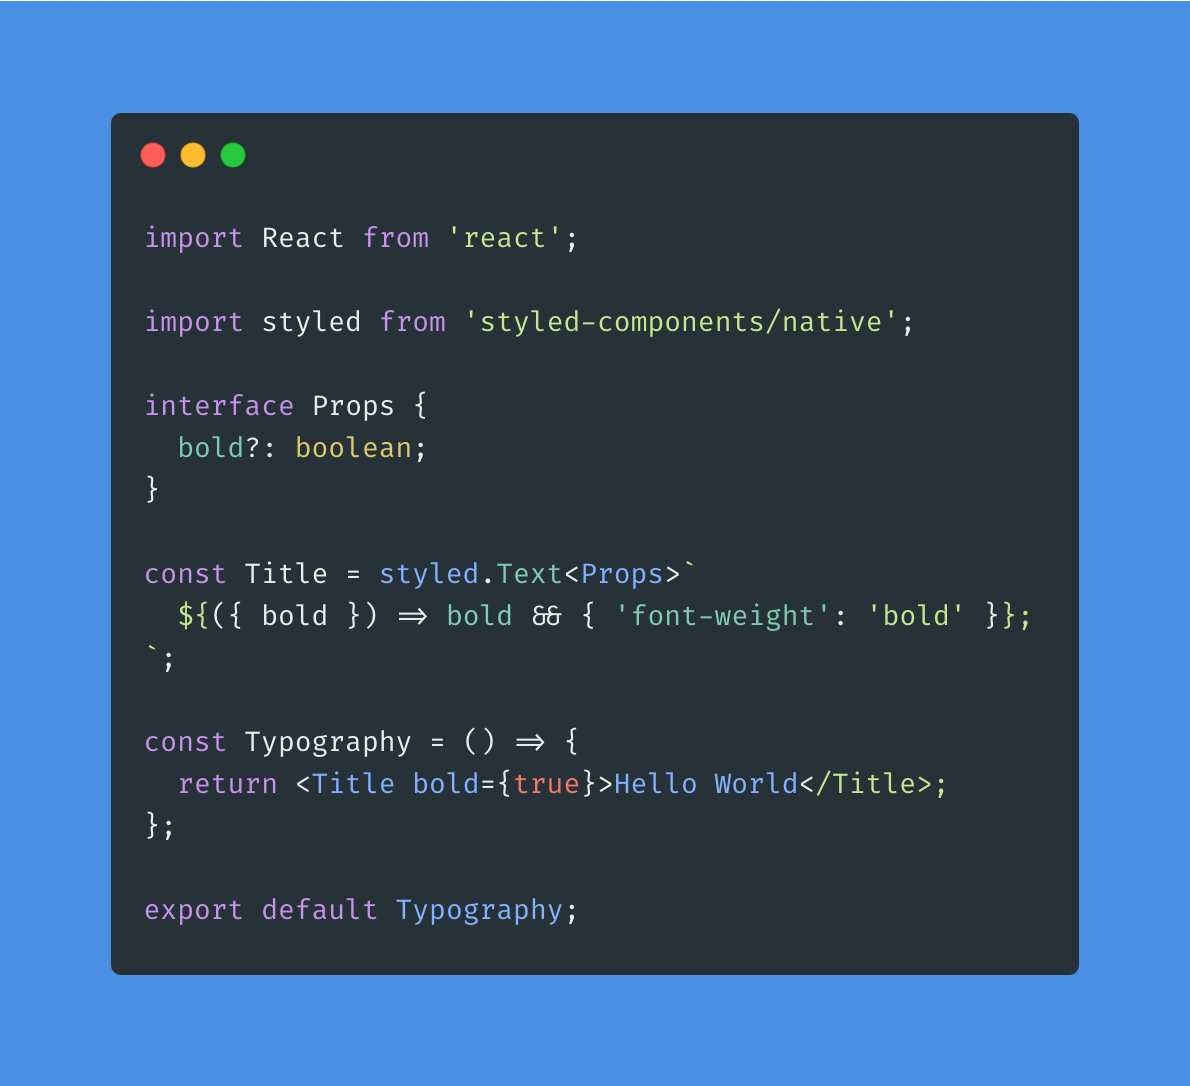 import React from 'react';
import styled from 'styled-components/native';
interface Props {
  bold?: boolean;
}
const Title = styled.Text<Props>`
  ${({ bold }) => bold && { 'font-weight': 'bold' }};
`;
const Typography = () => {
  return <Title bold={true}>Hello World</Title>;
};
export default Typography;